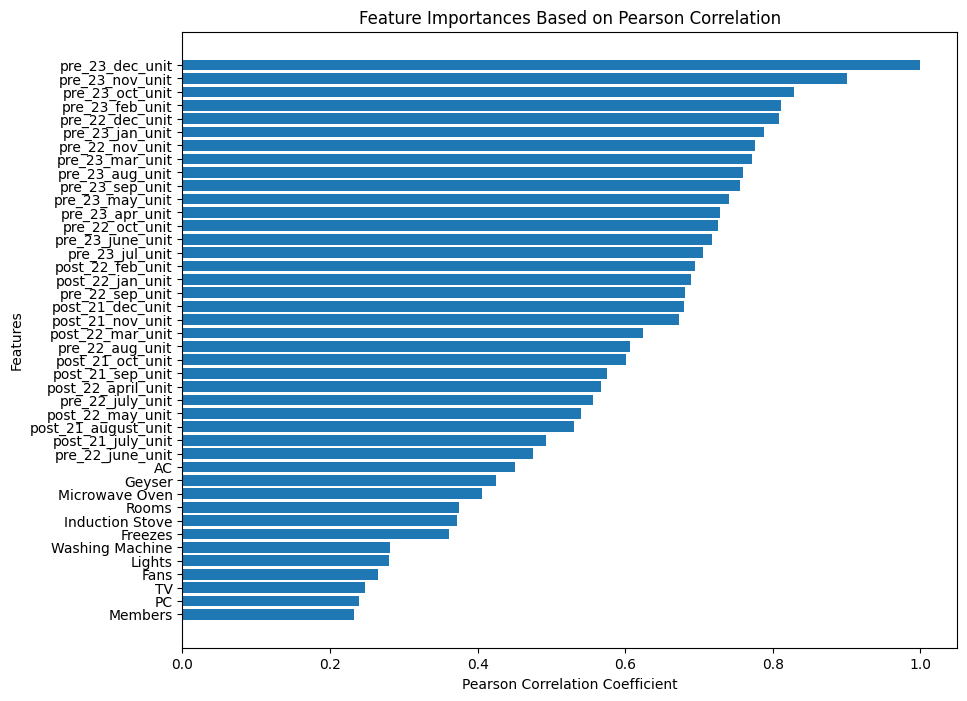 Feature Importances Based on Pearson Correlation
pre_23_dec_unit
pre_23_nov_unit
pre_23_oct_unit
pre_23_feb_unit
pre_22_dec_unit
pre_23_jan_unit
pre_22_nov_unit
pre_23_mar_unit
pre_23_aug_unit
pre_23_sep_unit
pre_23_may_unit
pre_23_apr_unit
pre_22_oct_unit
pre_23_june_unit
pre_23_jul_unit
post_22_feb_unit
post_22_jan_unit
pre_22_sep_unit
post_21_dec_unit
post_21_nov_unit
post_22_mar_unit
pre_22_aug_unit
post_21_oct_unit
post_21_sep_unit
post_22_april_unit
pre_22_july_unit
post_22_may_unit
post_21_august_unit
post_21_july_unit
pre_22_june_unit
AC
Geyser
Microwave Oven
Rooms
Induction Stove
Freezes
Washing Machine
Lights
Fans
TV
PC
Members
Features
0.0 0.2 0.4 0.6 0.8 1.0
Pearson Correlation Coefficient